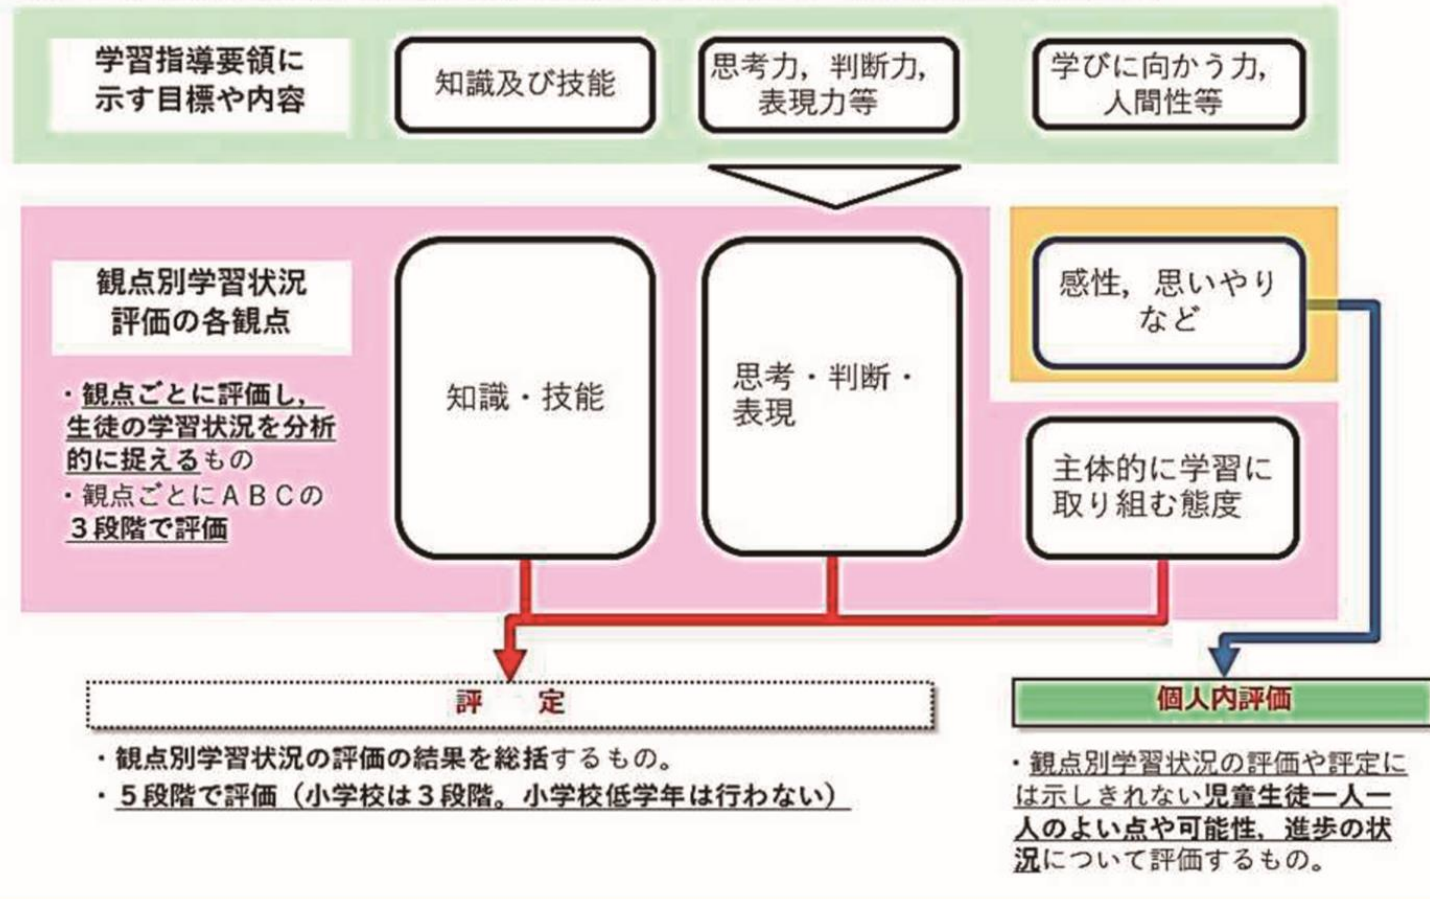 学習指導要領に
示す目標や内容
知識及び技能
思考力，判断力，
表現力等
学びに向かう力，
人間性等
観点別学習状況
評価の各観点
・観点ごとに評価し，
生徒の学習状況を分析
的に捉えるもの
・観点ごとにＡＢＣの
３段階で評価
知識・技能
思考・判断・
表現
感性，思いやり
など
主体的に学習に
取り組む態度
評　定
・観点別学習状況の評価の結果を総括するもの。
・５段階で評価（小学校は３段階。小学校低学年は行わない）
個人内評価
・観点別学習状況の評価や評定に
は示しきれない児童生徒一人一
人のよい点や可能性，進歩の状
況について評価するもの。